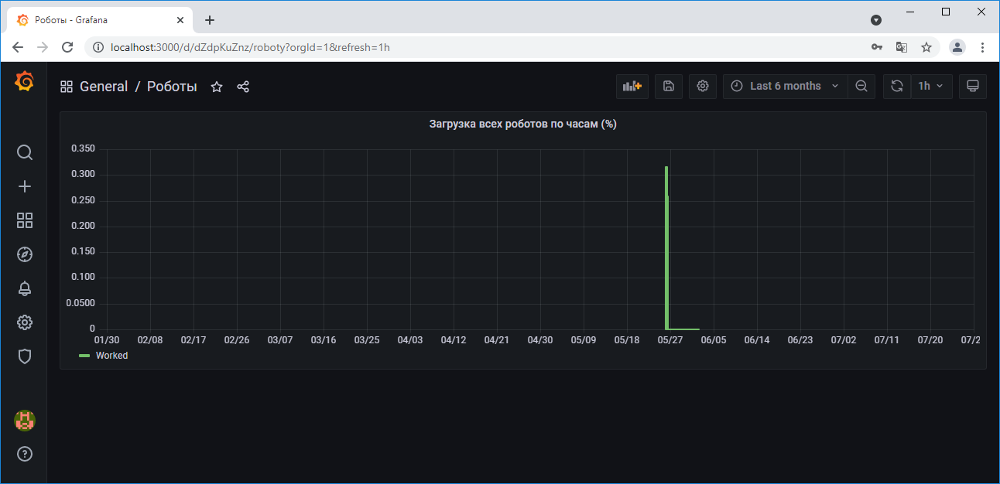 Роботы - Grafana
localhost:3000/d/dZdpKuZnz/roboty?orgId=1&refresh=1h
General / Роботы
Last 6 months
1h
Загрузка всех роботов по часам (%)
0.350
0.300
0.250
0.200
0.150
0.100
0.0500
0
01/30 02/08 02/17 02/26 03/07 03/16 03/25 04/03 04/12 04/21 04/30 05/09 05/18 05/27 06/05 06/14 06/23 07/02 07/11 07/20 07/2
Worked